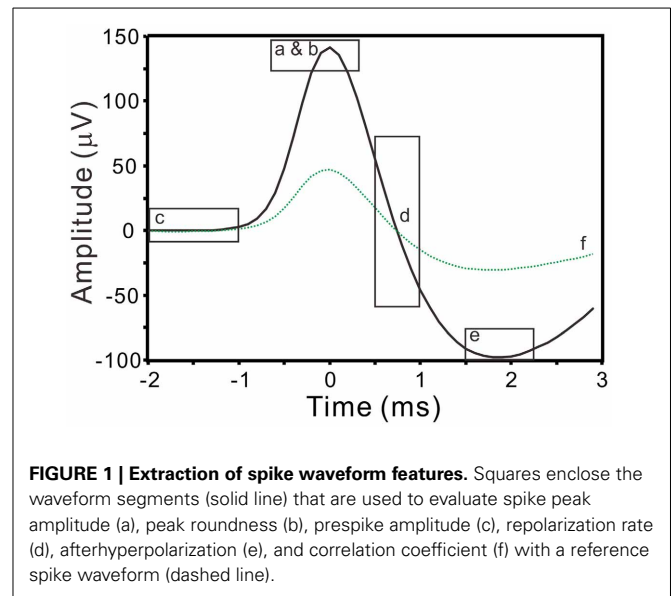 150
a & b
100
50
c
d
f
0
-50
e
-100
Amplitude (μV)
-2 -1 0 1 2 3
Time (ms)
FIGURE 1 | Extraction of spike waveform features. Squares enclose the
waveform segments (solid line) that are used to evaluate spike peak
amplitude (a), peak roundness (b), prespike amplitude (c), repolarization rate
(d), afterhyperpolarization (e), and correlation coefficient (f) with a reference
spike waveform (dashed line).